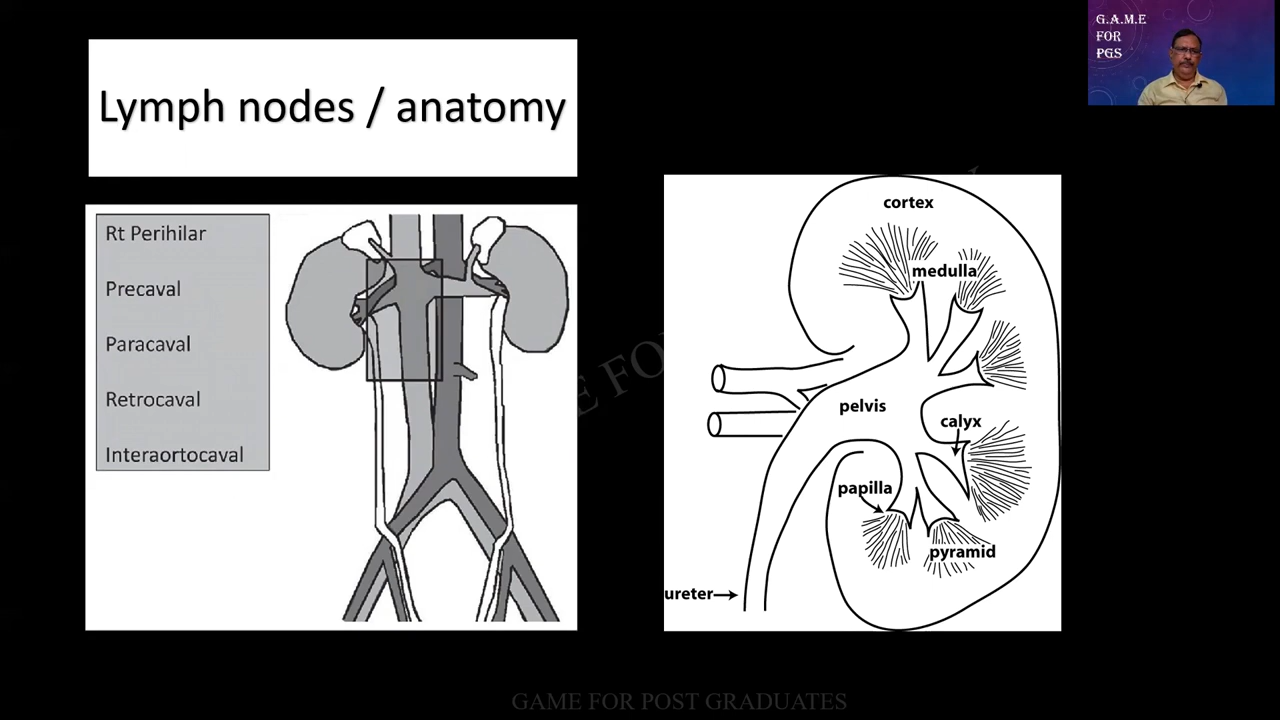 G.A.M.E
FOR
PGS
Lymph nodes / anatomy
Rt Perihilar
Precaval
Paracaval
Retrocaval
Interaortocaval
cortex
medulla
pelvis
calyx
papilla
pyramid
ureter
E FO
GAME FOR POST GRADUATES